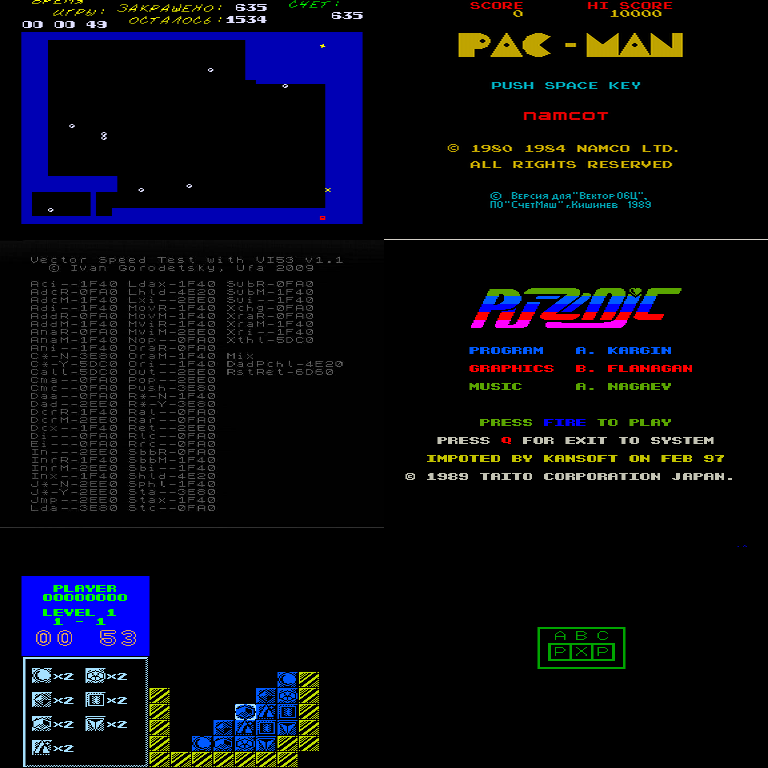 ВРЕМЯ
ИГРЫ: ЗАКРАШЕНО: 635 СЧЕТ:
00 00 49 ОСТАЛОСЬ: 1534 635
SCORE HI SCORE
0 10000
PAC-MAN
PUSH SPACE KEY
namcot
© 1980 1984 NAMCO LTD.
ALL RIGHTS RESERVED
© Версия для "Вектор 06Ц".
ПО "СчетМаш" г.Кишинев 1989
Vector Speed Test with VI53 v1.1
© Ivan Gorodetsky, Ufa 2009
Aci--1F40 Ldax-1F40 SubR-0FA0
AdcR-0FA0 Lhld-4E20 SubM-1F40
AdcM-1F40 Lxi--2EE0 Sui--1F40
Adi--1F40 MovR-1F40 Xchg-0FA0
AddR-0FA0 MovM-1F40 XraR-0FA0
AddM-1F40 MviR-1F40 XraM-1F40
AnaR-0FA0 MviM-2EE0 Xri--1F40
AnaM-1F40 Nop--0FA0 Xthl-5DC0
Ani--1F40 OraR-0FA0
C*-N-3E80 OraM-1F40 Mix
C*-Y-5DC0 Ori--1F40 DadPchl-4E20
Call-5DC0 Out--2EE0 RstRet-6D60
Cma--0FA0 Pop--2EE0
Cmc--0FA0 Push-3E80
Daa--0FA0 R*-N-1F40
Dad--2EE0 R*-Y-3E80
DcrR-1F40 Ral--0FA0
DcrM-2EE0 Rar--0FA0
Dcx--1F40 Ret--2EE0
Di---0FA0 Rlc--0FA0
Ei---0FA0 Rrc--0FA0
In---2EE0 SbbR-0FA0
InrR-1F40 SbbM-1F40
InrM-2EE0 Sbi--1F40
Inx--1F40 Shld-4E20
J*-N-2EE0 Sphl-1F40
J*-Y-2EE0 Sta--3E80
Jmp--2EE0 Stax-1F40
Lda--3E80 Stc--0FA0
PROGRAM A. KARGIN
GRAPHICS B. FLANAGAN
MUSIC A. NAGAEV
PRESS FIRE TO PLAY
PRESS Q FOR EXIT TO SYSTEM
IMPOTED BY KANSOFT ON FEB 97
© 1989 TAITO CORPORATION JAPAN.
PLAYER
00000000
LEVEL 1
1 - 1
00 53
×2 ×2
×2 ×2
×2 ×2
×2
A B C
P X P